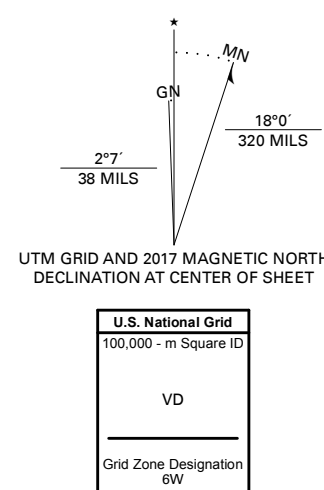 ★
MN
GN
18°0´
320 MILS
2°7´
38 MILS
UTM GRID AND 2017 MAGNETIC NORTH
DECLINATION AT CENTER OF SHEET
U.S. National Grid
100,000 - m Square ID
VD
Grid Zone Designation
6W